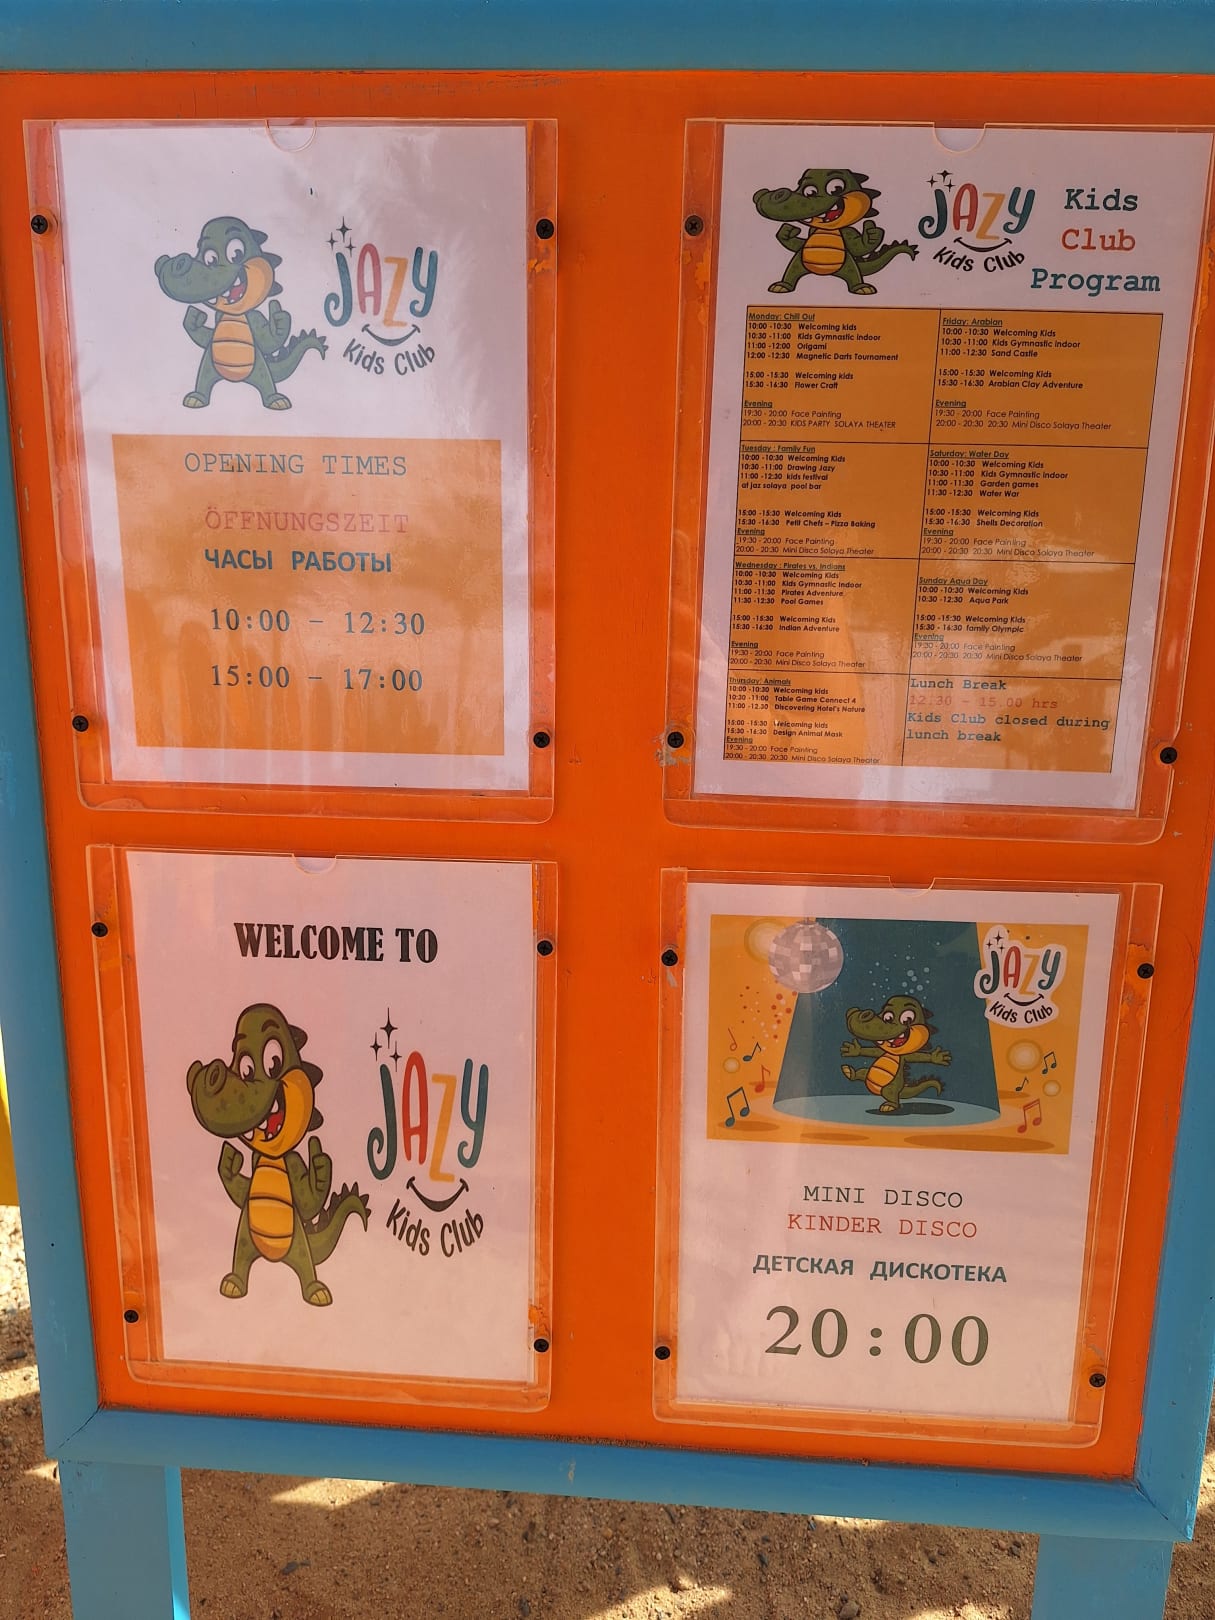 JAZY
Kids Club
OPENING TIMES
ÖFFNUNGSZEIT
ЧАСЫ РАБОТЫ
10:00 - 12:30
15:00 - 17:00
JAZY
Kids Club
Kids
Club
Program
Monday: Chill Out
10:00 -10:30 Welcoming kids
10:30 -11:00 Kids Gymnastic indoor
11:00 -12:00 Origami
12:00 -12:30 Magnetic Darts Tournament
15:00 -15:30 Welcoming kids
15:30 -16:30 Flower Craft
Evening
19:30 - 20:00 Face Painting
20:00 - 20:30 KIDS PARTY SOLAYA THEATER
Friday: Arabian
10:00 -10:30 Welcoming Kids
10:30 -11:00 Kids Gymnastic indoor
11:00 -12:30 Sand Castle
15:00 -15:30 Welcoming Kids
15:30 -16:30 Arabian Clay Adventure
Evening
19:30 - 20:00 Face Painting
20:00 - 20:30 20:30 Mini Disco Solaya Theater
Tuesday : Family Fun
10:00 -10:30 Welcoming Kids
10:30 -11:00 Drawing Jazy
11:00 -12:30 kids festival
at jaz solaya pool bar
15:00 -15:30 Welcoming Kids
15:30 -16:30 Petit Chefs – Pizza Baking
Evening
19:30 - 20:00 Face Painting
20:00 - 20:30 Mini Disco Solaya Theater
Saturday: Water Day
10:00 -10:30 Welcoming Kids
10:30 -11:00 Kids Gymnastic indoor
11:00 -11:30 Garden games
11:30 -12:30 Water War
15:00 -15:30 Welcoming Kids
15:30 -16:30 Shells Decoration
Evening
19:30 - 20:00 Face Painting
20:00 - 20:30 20:30 Mini Disco Solaya Theater
Wednesday : Pirates vs. Indians
10:00 -10:30 Welcoming Kids
10:30 -11:00 Kids Gymnastic Indoor
11:00 -11:30 Pirates Adventure
11:30 -12:30 Pool Games
15:00 -15:30 Welcoming Kids
15:30 -16:30 Indian Adventure
Evening
19:30 - 20:00 Face Painting
20:00 - 20:30 Mini Disco Solaya Theater
Sunday Aqua Day
10:00 -10:30 Welcoming Kids
10:30 -12:30 Aqua Park
15:00 -15:30 Welcoming Kids
15:30 - 16:30 family Olympic
Evening
19:30 - 20:00 Face Painting
20:00 - 20:30 20:30 Mini Disco Solaya Theater
Thursday: Animals
10:00 -10:30 Welcoming kids
10:30 -11:00 Table Game Connect 4
11:00 -12:30 Discovering Hotel's Nature
15:00 -15:30 Welcoming kids
15:30 -16:30 Design Animal Mask
Evening
19:30 - 20:00 Face Painting
20:00 - 20:30 20:30 Mini Disco Solaya Theater
Lunch Break
12.30 – 15.00 hrs
Kids Club closed during
lunch break
WELCOME TO
JAZY
Kids Club
JAZY
Kids Club
MINI DISCO
KINDER DISCO
ДЕТСКАЯ ДИСКОТЕКА
20:00